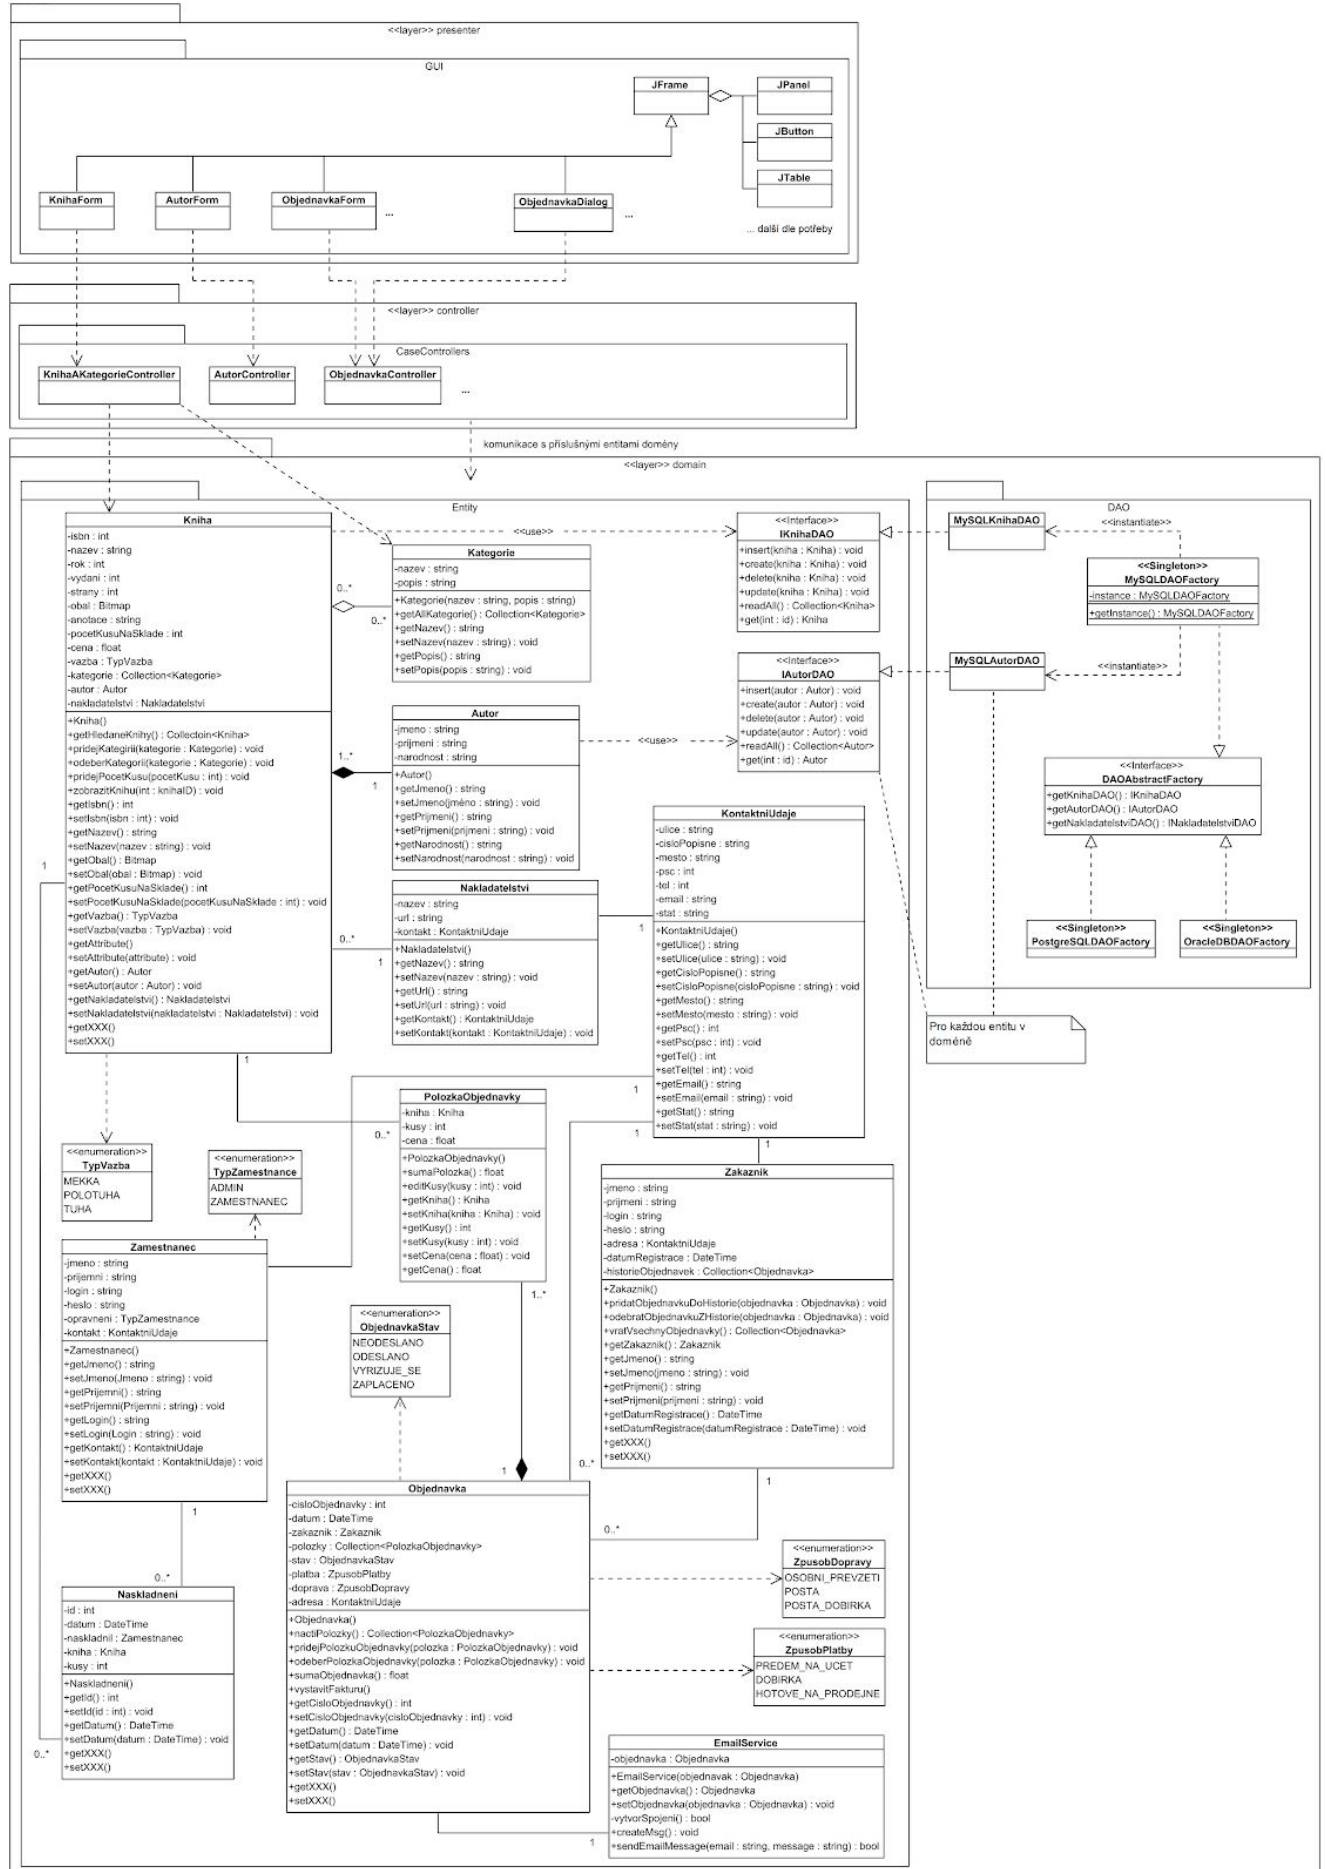 <<layer>> presenter
GUI
JFrame
JPanel
JButton
JTable
KnihaForm
AutorForm
ObjednavkaForm
...
ObjednavkaDialog
...
... další dle potřeby
<<layer>> controller
CaseControllers
KnihaAKategorieController
AutorController
ObjednavkaController
...
komunikace s příslušnými entitami domény
<<layer>> domain
Entity
Kniha
-isbn : int
-nazev : string
-rok : int
-vydani : int
-strany : int
-obal : Bitmap
-anotace : string
-pocetKusuNaSklade : int
-cena : float
-vazba : TypVazba
-kategorie : Collection<Kategorie>
-autor : Autor
-nakladatelstvi : Nakladatelstvi
+Kniha()
+getHledaneKnihy() : Collectoin<Kniha>
+pridejKategirii(kategorie : Kategorie) : void
+odeberKategorii(kategorie : Kategorie) : void
+pridejPocetKusu(pocetKusu : int) : void
+zobrazitKnihu(int : knihaID) : void
+getIsbn() : int
+setIsbn(isbn : int) : void
+getNazev() : string
+setNazev(nazev : string) : void
+getObal() : Bitmap
+setObal(obal : Bitmap) : void
+getPocetKusuNaSklade() : int
+setPocetKusuNaSklade(pocetKusuNaSklade : int) : void
+getVazba() : TypVazba
+setVazba(vazba : TypVazba) : void
+getAttribute()
+setAttribute(attribute) : void
+getAutor() : Autor
+setAutor(autor : Autor) : void
+getNakladatelstvi() : Nakladatelstvi
+setNakladatelstvi(nakladatelstvi : Nakladatelstvi) : void
+getXXX()
+setXXX()
<<use>>
0..*
0..*
Kategorie
-nazev : string
-popis : string
+Kategorie(nazev : string, popis : string)
+getAllKategorie() : Collection<Kategorie>
+getNazev() : string
+setNazev(nazev : string) : void
+getPopis() : string
+setPopis(popis : string) : void
<<Interface>>
IKnihaDAO
+insert(kniha : Kniha) : void
+create(kniha : Kniha) : void
+delete(kniha : Kniha) : void
+update(kniha : Kniha) : void
+readAll() : Collection<Kniha>
+get(int : id) : Kniha
DAO
MySQLKnihaDAO
<<instantiate>>
<<Singleton>>
MySQLDAOFactory
-instance : MySQLDAOFactory
+getInstance() : MySQLDAOFactory
MySQLAutorDAO
<<instantiate>>
<<Interface>>
IAutorDAO
+insert(autor : Autor) : void
+create(autor : Autor) : void
+delete(autor : Autor) : void
+update(autor : Autor) : void
+readAll() : Collection<Autor>
+get(int : id) : Autor
<<Interface>>
DAOAbstractFactory
+getKnihaDAO() : IKnihaDAO
+getAutorDAO() : IAutorDAO
+getNakladatelstviDAO() : INakladatelstviDAO
<<Singleton>>
PostgreSQLDAOFactory
<<Singleton>>
OracleDBDAOFactory
Pro každou entitu v
doméně
1..*
1
Autor
-jmeno : string
-prijmeni : string
-narodnost : string
+Autor()
+getJmeno() : string
+setJmeno(jméno : string) : void
+getPrijmeni() : string
+setPrijmeni(prijmeni : string) : void
+getNarodnost() : string
+setNarodnost(narodnost : string) : void
<<use>>
Nakladatelstvi
-nazev : string
-url : string
-kontakt : KontaktniUdaje
+Nakladatelstvi()
+getNazev() : string
+setNazev(nazev : string) : void
+getUrl() : string
+setUrl(url : string) : void
+getKontakt() : KontaktniUdaje
+setKontakt(kontakt : KontaktniUdaje) : void
0..*
1
1
1
KontaktniUdaje
-ulice : string
-cisloPopisne : string
-mesto : string
-psc : int
-tel : int
-email : string
-stat : string
+KontaktniUdaje()
+getUlice() : string
+setUlice(ulice : string) : void
+getCisloPopisne() : string
+setCisloPopisne(cisloPopisne : string) : void
+getMesto() : string
+setMesto(mesto : string) : void
+getPsc() : int
+setPsc(psc : int) : void
+getTel() : int
+setTel(tel : int) : void
+getEmail() : string
+setEmail(email : string) : void
+getStat() : string
+setStat(stat : string) : void
1
1
1
1
0..*
PolozkaObjednavky
-kniha : Kniha
-kusy : int
-cena : float
+PolozkaObjednavky()
+sumaPolozka() : float
+editKusy(kusy : int) : void
+getKniha() : Kniha
+setKniha(kniha : Kniha) : void
+getKusy() : int
+setKusy(kusy : int) : void
+setCena(cena : float) : void
+getCena() : float
1..*
<<enumeration>>
TypVazba
MEKKA
POLOTUHA
TUHA
<<enumeration>>
TypZamestnance
ADMIN
ZAMESTNANEC
Zamestnanec
-jmeno : string
-prijemni : string
-login : string
-heslo : string
-opravneni : TypZamestnance
-kontakt : KontaktniUdaje
+Zamestnanec()
+getJmeno() : string
+setJmeno(Jmeno : string) : void
+getPrijemni() : string
+setPrijemni(Prijemni : string) : void
+getLogin() : string
+setLogin(Login : string) : void
+getKontakt() : KontaktniUdaje
+setKontakt(kontakt : KontaktniUdaje) : void
+getXXX()
+setXXX()
1
0..*
<<enumeration>>
ObjednavkaStav
NEODESLANO
ODESLANO
VYRIZUJE_SE
ZAPLACENO
Zakaznik
-jmeno : string
-prijmeni : string
-login : string
-heslo : string
-adresa : KontaktniUdaje
-datumRegistrace : DateTime
-historieObjednavek : Collection<Objednavka>
+Zakaznik()
+pridatObjednavkuDoHistorie(objednavka : Objednavka) : void
+odebratObjednavkuZHistorie(objednavka : Objednavka) : void
+vratVsechnyObjednavky() : Collection<Objednavka>
+getZakaznik() : Zakaznik
+getJmeno() : string
+setJmeno(jmeno : string) : void
+getPrijmeni() : string
+setPrijmeni(prijmeni : string) : void
+getDatumRegistrace() : DateTime
+setDatumRegistrace(datumRegistrace : DateTime) : void
+getXXX()
+setXXX()
0..*
1
0..*
1
Objednavka
-cisloObjednavky : int
-datum : DateTime
-zakaznik : Zakaznik
-polozky : Collection<PolozkaObjednavky>
-stav : ObjednavkaStav
-platba : ZpusobPlatby
-doprava : ZpusobDopravy
-adresa : KontaktniUdaje
+Objednavka()
+nactiPolozky() : Collection<PolozkaObjednavky>
+pridejPolozkuObjednavky(polozka : PolozkaObjednavky) : void
+odeberPolozkaObjednavky(polozka : PolozkaObjednavky) : void
+sumaObjednavka() : float
+vystavitFakturu()
+getCisloObjednavky() : int
+setCisloObjednavky(cisloObjednavky : int) : void
+getDatum() : DateTime
+setDatum(datum : DateTime) : void
+getStav() : ObjednavkaStav
+setStav(stav : ObjednavkaStav) : void
+getXXX()
+setXXX()
<<enumeration>>
ZpusobDopravy
OSOBNI_PREVZETI
POSTA
POSTA_DOBIRKA
<<enumeration>>
ZpusobPlatby
PREDEM_NA_UCET
DOBIRKA
HOTOVE_NA_PRODEJNE
Naskladneni
-id : int
-datum : DateTime
-naskladnil : Zamestnanec
-kniha : Kniha
-kusy : int
+Naskladneni()
+getId() : int
+setId(id : int) : void
+getDatum() : DateTime
+setDatum(datum : DateTime) : void
+getXXX()
+setXXX()
0..*
EmailService
-objednavka : Objednavka
+EmailService(objednavak : Objednavka)
+getObjednavka() : Objednavka
+setObjednavka(objednavka : Objednavka) : void
-vytvorSpojeni() : bool
+createMsg() : void
+sendEmailMessage(email : string, message : string) : bool
1